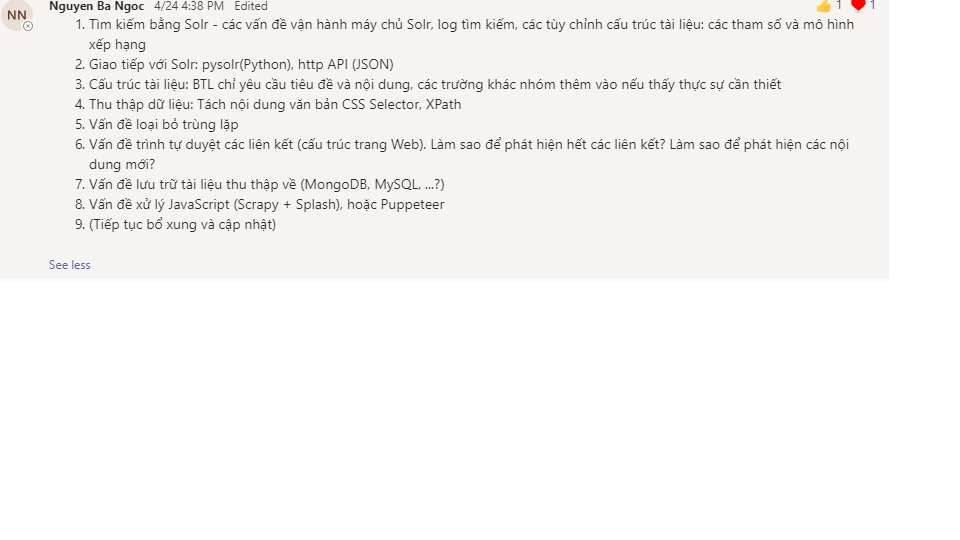 NN
Nguyen Ba Ngoc 4/24 4:38 PM Edited
1 1
1. Tìm kiếm bằng Solr - các vấn đề vận hành máy chủ Solr, log tìm kiếm, các tùy chỉnh cấu trúc tài liệu: các tham số và mô hình
xếp hạng
2. Giao tiếp với Solr: pysolr(Python), http API (JSON)
3. Cấu trúc tài liệu: BTL chỉ yêu cầu tiêu đề và nội dung, các trường khác nhóm thêm vào nếu thấy thực sự cần thiết
4. Thu thập dữ liệu: Tách nội dung văn bản CSS Selector, XPath
5. Vấn đề loại bỏ trùng lặp
6. Vấn đề trình tự duyệt các liên kết (cấu trúc trang Web). Làm sao để phát hiện hết các liên kết? Làm sao để phát hiện các nội
dung mới?
7. Vấn đề lưu trữ tài liệu thu thập về (MongoDB, MySQL, ...?)
8. Vấn đề xử lý JavaScript (Scrapy + Splash), hoặc Puppeteer
9. (Tiếp tục bổ xung và cập nhật)
See less